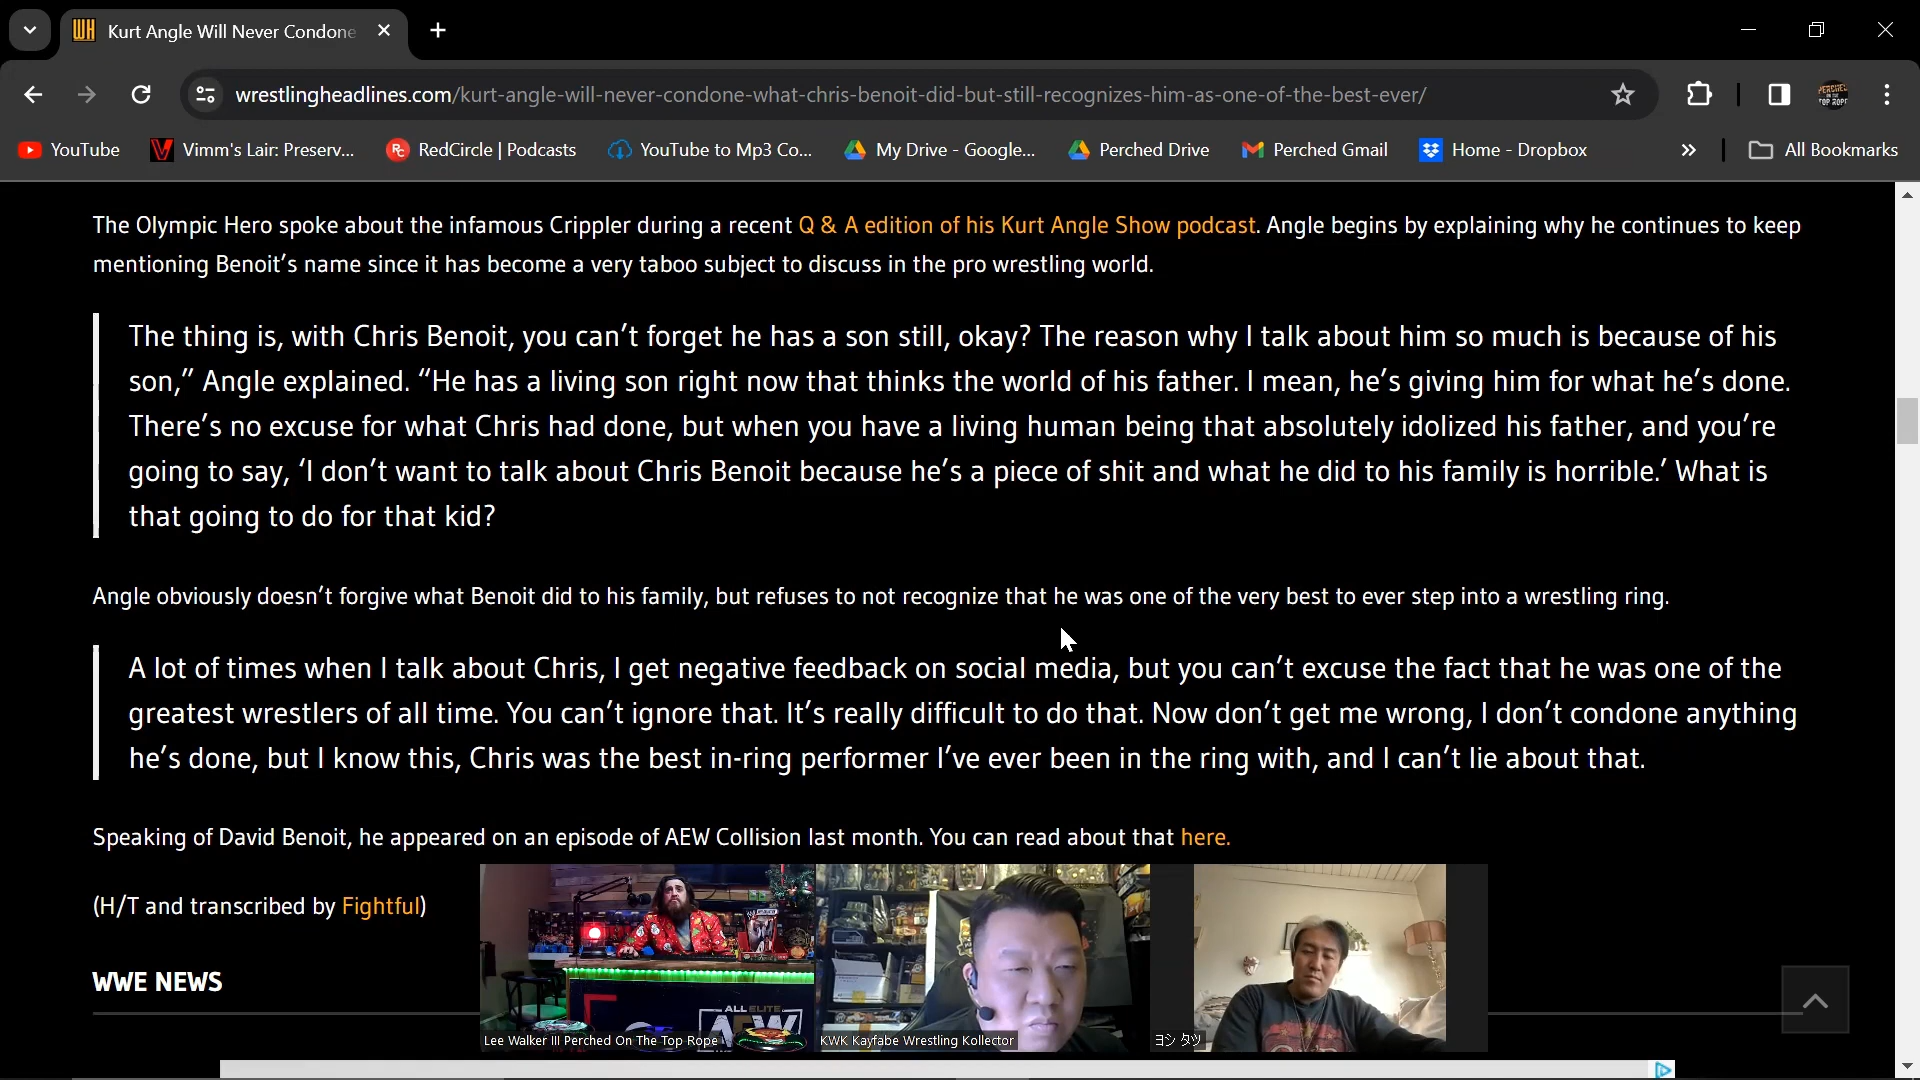 Kurt Angle Will Never Condone
wrestlingheadlines.com/kurt-angle-will-never-condone-what-chris-benoit-did-but-still-recognizes-him-as-one-of-the-best-ever/
YouTube
Vimm's Lair: Preserv...
RedCircle | Podcasts
YouTube to Mp3 Co...
My Drive - Google...
Perched Drive
Perched Gmail
Home - Dropbox
All Bookmarks
The Olympic Hero spoke about the infamous Crippler during a recent Q & A edition of his Kurt Angle Show podcast. Angle begins by explaining why he continues to keep
mentioning Benoit’s name since it has become a very taboo subject to discuss in the pro wrestling world.
The thing is, with Chris Benoit, you can’t forget he has a son still, okay? The reason why I talk about him so much is because of his
son,” Angle explained. “He has a living son right now that thinks the world of his father. I mean, he’s giving him for what he’s done.
There’s no excuse for what Chris had done, but when you have a living human being that absolutely idolized his father, and you’re
going to say, ‘I don’t want to talk about Chris Benoit because he’s a piece of shit and what he did to his family is horrible.’ What is
that going to do for that kid?
Angle obviously doesn’t forgive what Benoit did to his family, but refuses to not recognize that he was one of the very best to ever step into a wrestling ring.
A lot of times when I talk about Chris, I get negative feedback on social media, but you can’t excuse the fact that he was one of the
greatest wrestlers of all time. You can’t ignore that. It’s really difficult to do that. Now don’t get me wrong, I don’t condone anything
he’s done, but I know this, Chris was the best in-ring performer I’ve ever been in the ring with, and I can’t lie about that.
Speaking of David Benoit, he appeared on an episode of AEW Collision last month. You can read about that here.
(H/T and transcribed by Fightful)
WWE NEWS
ALL ELITE
AEW
Lee Walker III Perched On The Top Rope
KWK Kayfabe Wrestling Kollector
ヨシ タツ